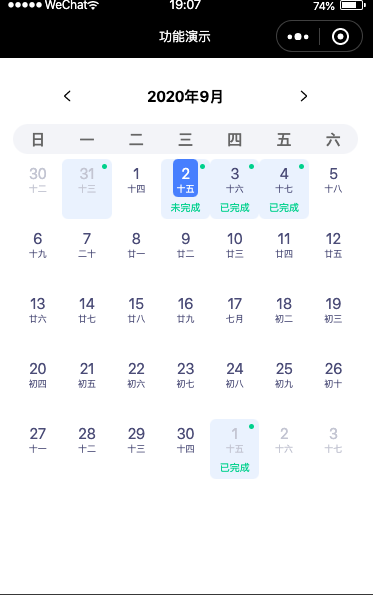 WeChat 19:07 74%
功能演示
2020年9月
日 一 二 三 四 五 六
30 31 1 2 3 4 5
十二 十三 十四 十五 十六 十七 十八
未完成 已完成 已完成
6 7 8 9 10 11 12
十九 二十 廿一 廿二 廿三 廿四 廿五
13 14 15 16 17 18 19
廿六 廿七 廿八 廿九 七月 初二 初三
20 21 22 23 24 25 26
初四 初五 初六 初七 初八 初九 初十
27 28 29 30 1 2 3
十一 十二 十三 十四 十五 十六 十七
已完成